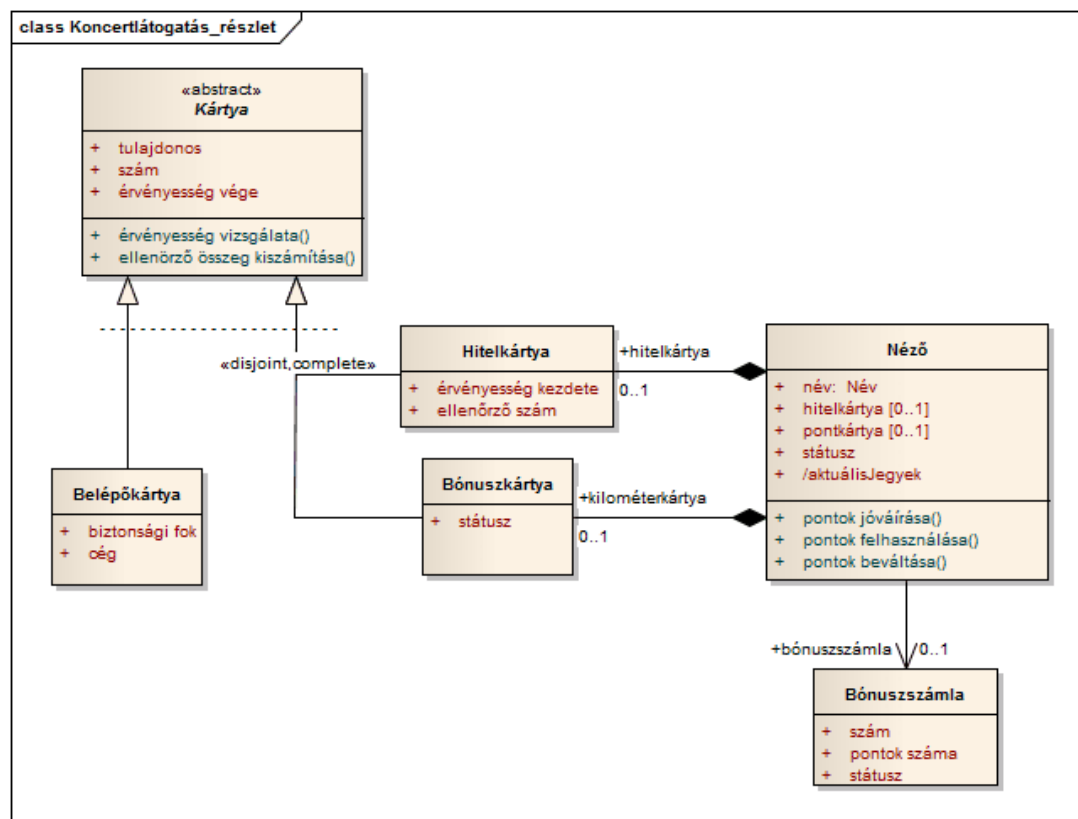 class Koncertlátogatás_részlet
«abstract»
Kártya
+ tulajdonos
+ szám
+ érvényesség vége
+ érvényesség vizsgálata()
+ ellenörző összeg kiszámítása()
«disjoint,complete»
Hitelkártya
+ érvényesség kezdete
+ ellenőrző szám
+hitelkártya
0..1
Néző
+ név: Név
+ hitelkártya [0..1]
+ pontkártya [0..1]
+ státusz
+ /aktuálisJegyek
+ pontok jóváírása()
+ pontok felhasználása()
+ pontok beváltása()
Belépőkártya
+ biztonsági fok
+ cég
Bónuszkártya
+ státusz
+kilométerkártya
0..1
+bónuszszámla
0..1
Bónuszszámla
+ szám
+ pontok száma
+ státusz